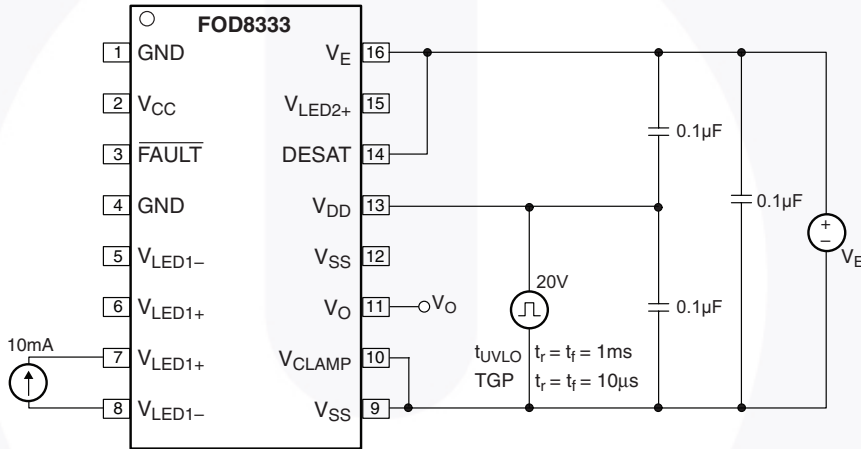 FOD8333
1 GND
2 VCC
3 FAULT
4 GND
5 VLED1–
6 VLED1+
7 VLED1+
8 VLED1–
VE 16
VLED2+ 15
DESAT 14
VDD 13
VSS 12
VO 11
VCLAMP 10
VSS 9
10mA
VO
20V
tUVLO tr = tf = 1ms
TGP tr = tf = 10µs
0.1µF
0.1µF
0.1µF
+
–
VE